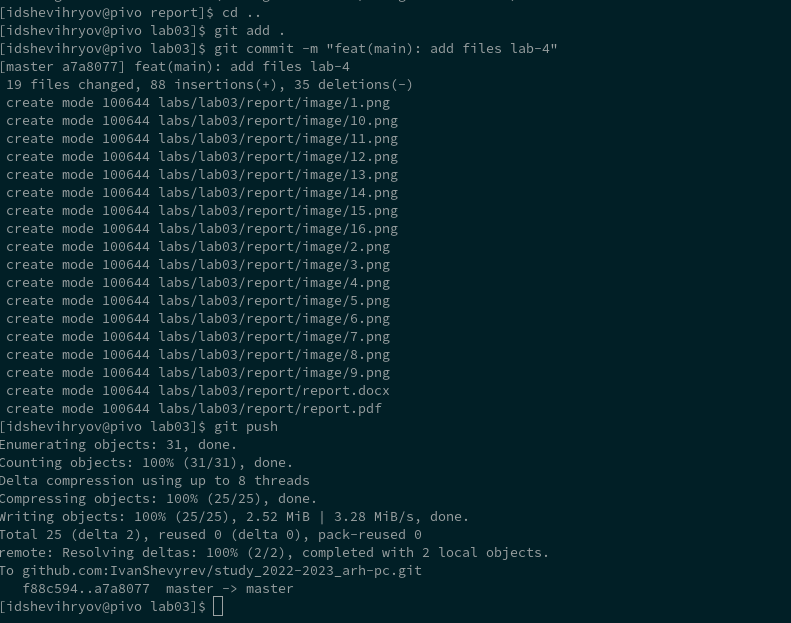 [idshevihryov@pivo report]$ cd ..
[idshevihryov@pivo lab03]$ git add .
[idshevihryov@pivo lab03]$ git commit -m "feat(main): add files lab-4"
[master a7a8077] feat(main): add files lab-4
 19 files changed, 88 insertions(+), 35 deletions(-)
 create mode 100644 labs/lab03/report/image/1.png
 create mode 100644 labs/lab03/report/image/10.png
 create mode 100644 labs/lab03/report/image/11.png
 create mode 100644 labs/lab03/report/image/12.png
 create mode 100644 labs/lab03/report/image/13.png
 create mode 100644 labs/lab03/report/image/14.png
 create mode 100644 labs/lab03/report/image/15.png
 create mode 100644 labs/lab03/report/image/16.png
 create mode 100644 labs/lab03/report/image/2.png
 create mode 100644 labs/lab03/report/image/3.png
 create mode 100644 labs/lab03/report/image/4.png
 create mode 100644 labs/lab03/report/image/5.png
 create mode 100644 labs/lab03/report/image/6.png
 create mode 100644 labs/lab03/report/image/7.png
 create mode 100644 labs/lab03/report/image/8.png
 create mode 100644 labs/lab03/report/image/9.png
 create mode 100644 labs/lab03/report/report.docx
 create mode 100644 labs/lab03/report/report.pdf
[idshevihryov@pivo lab03]$ git push
Enumerating objects: 31, done.
Counting objects: 100% (31/31), done.
Delta compression using up to 8 threads
Compressing objects: 100% (25/25), done.
Writing objects: 100% (25/25), 2.52 MiB | 3.28 MiB/s, done.
Total 25 (delta 2), reused 0 (delta 0), pack-reused 0
remote: Resolving deltas: 100% (2/2), completed with 2 local objects.
To github.com:IvanShevyrev/study_2022-2023_arh-pc.git
   f88c594..a7a8077  master -> master
[idshevihryov@pivo lab03]$